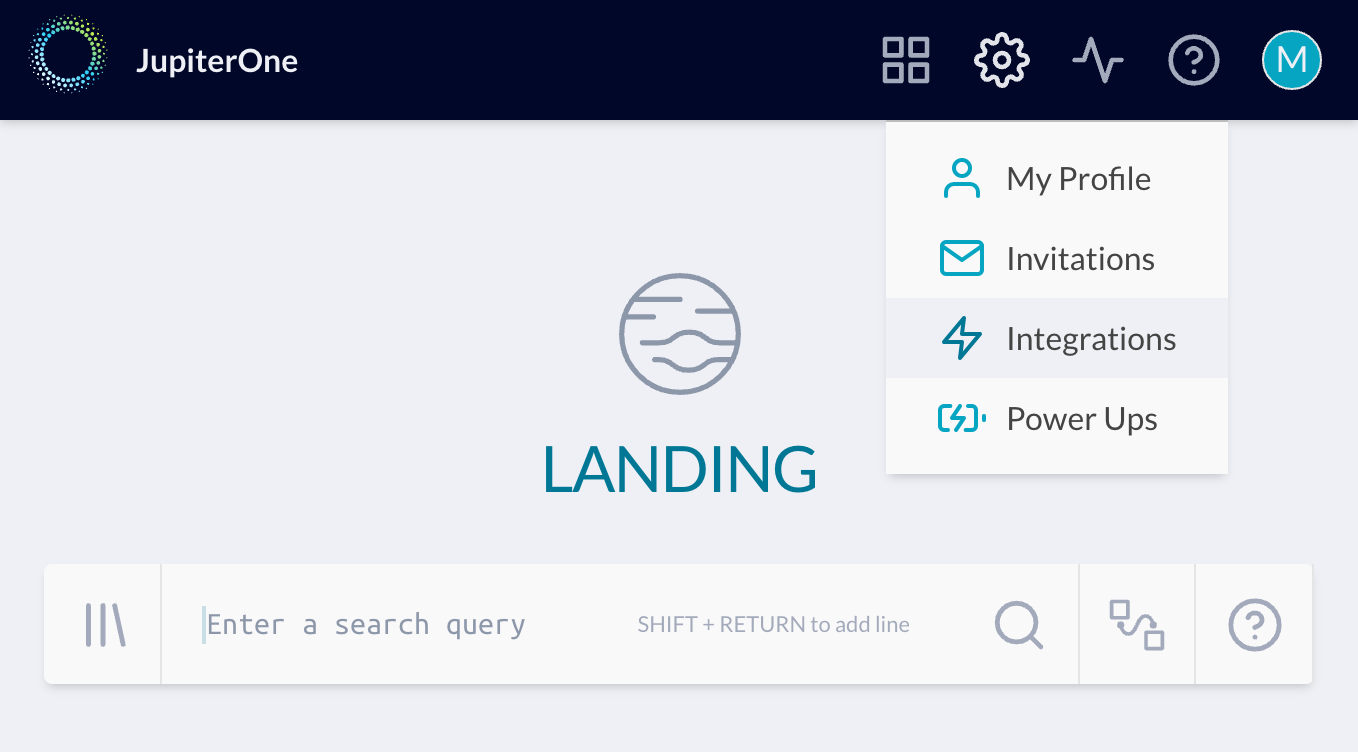 JupiterOne
M
My Profile
Invitations
Integrations
Power Ups
LANDING
Enter a search query
SHIFT + RETURN to add line